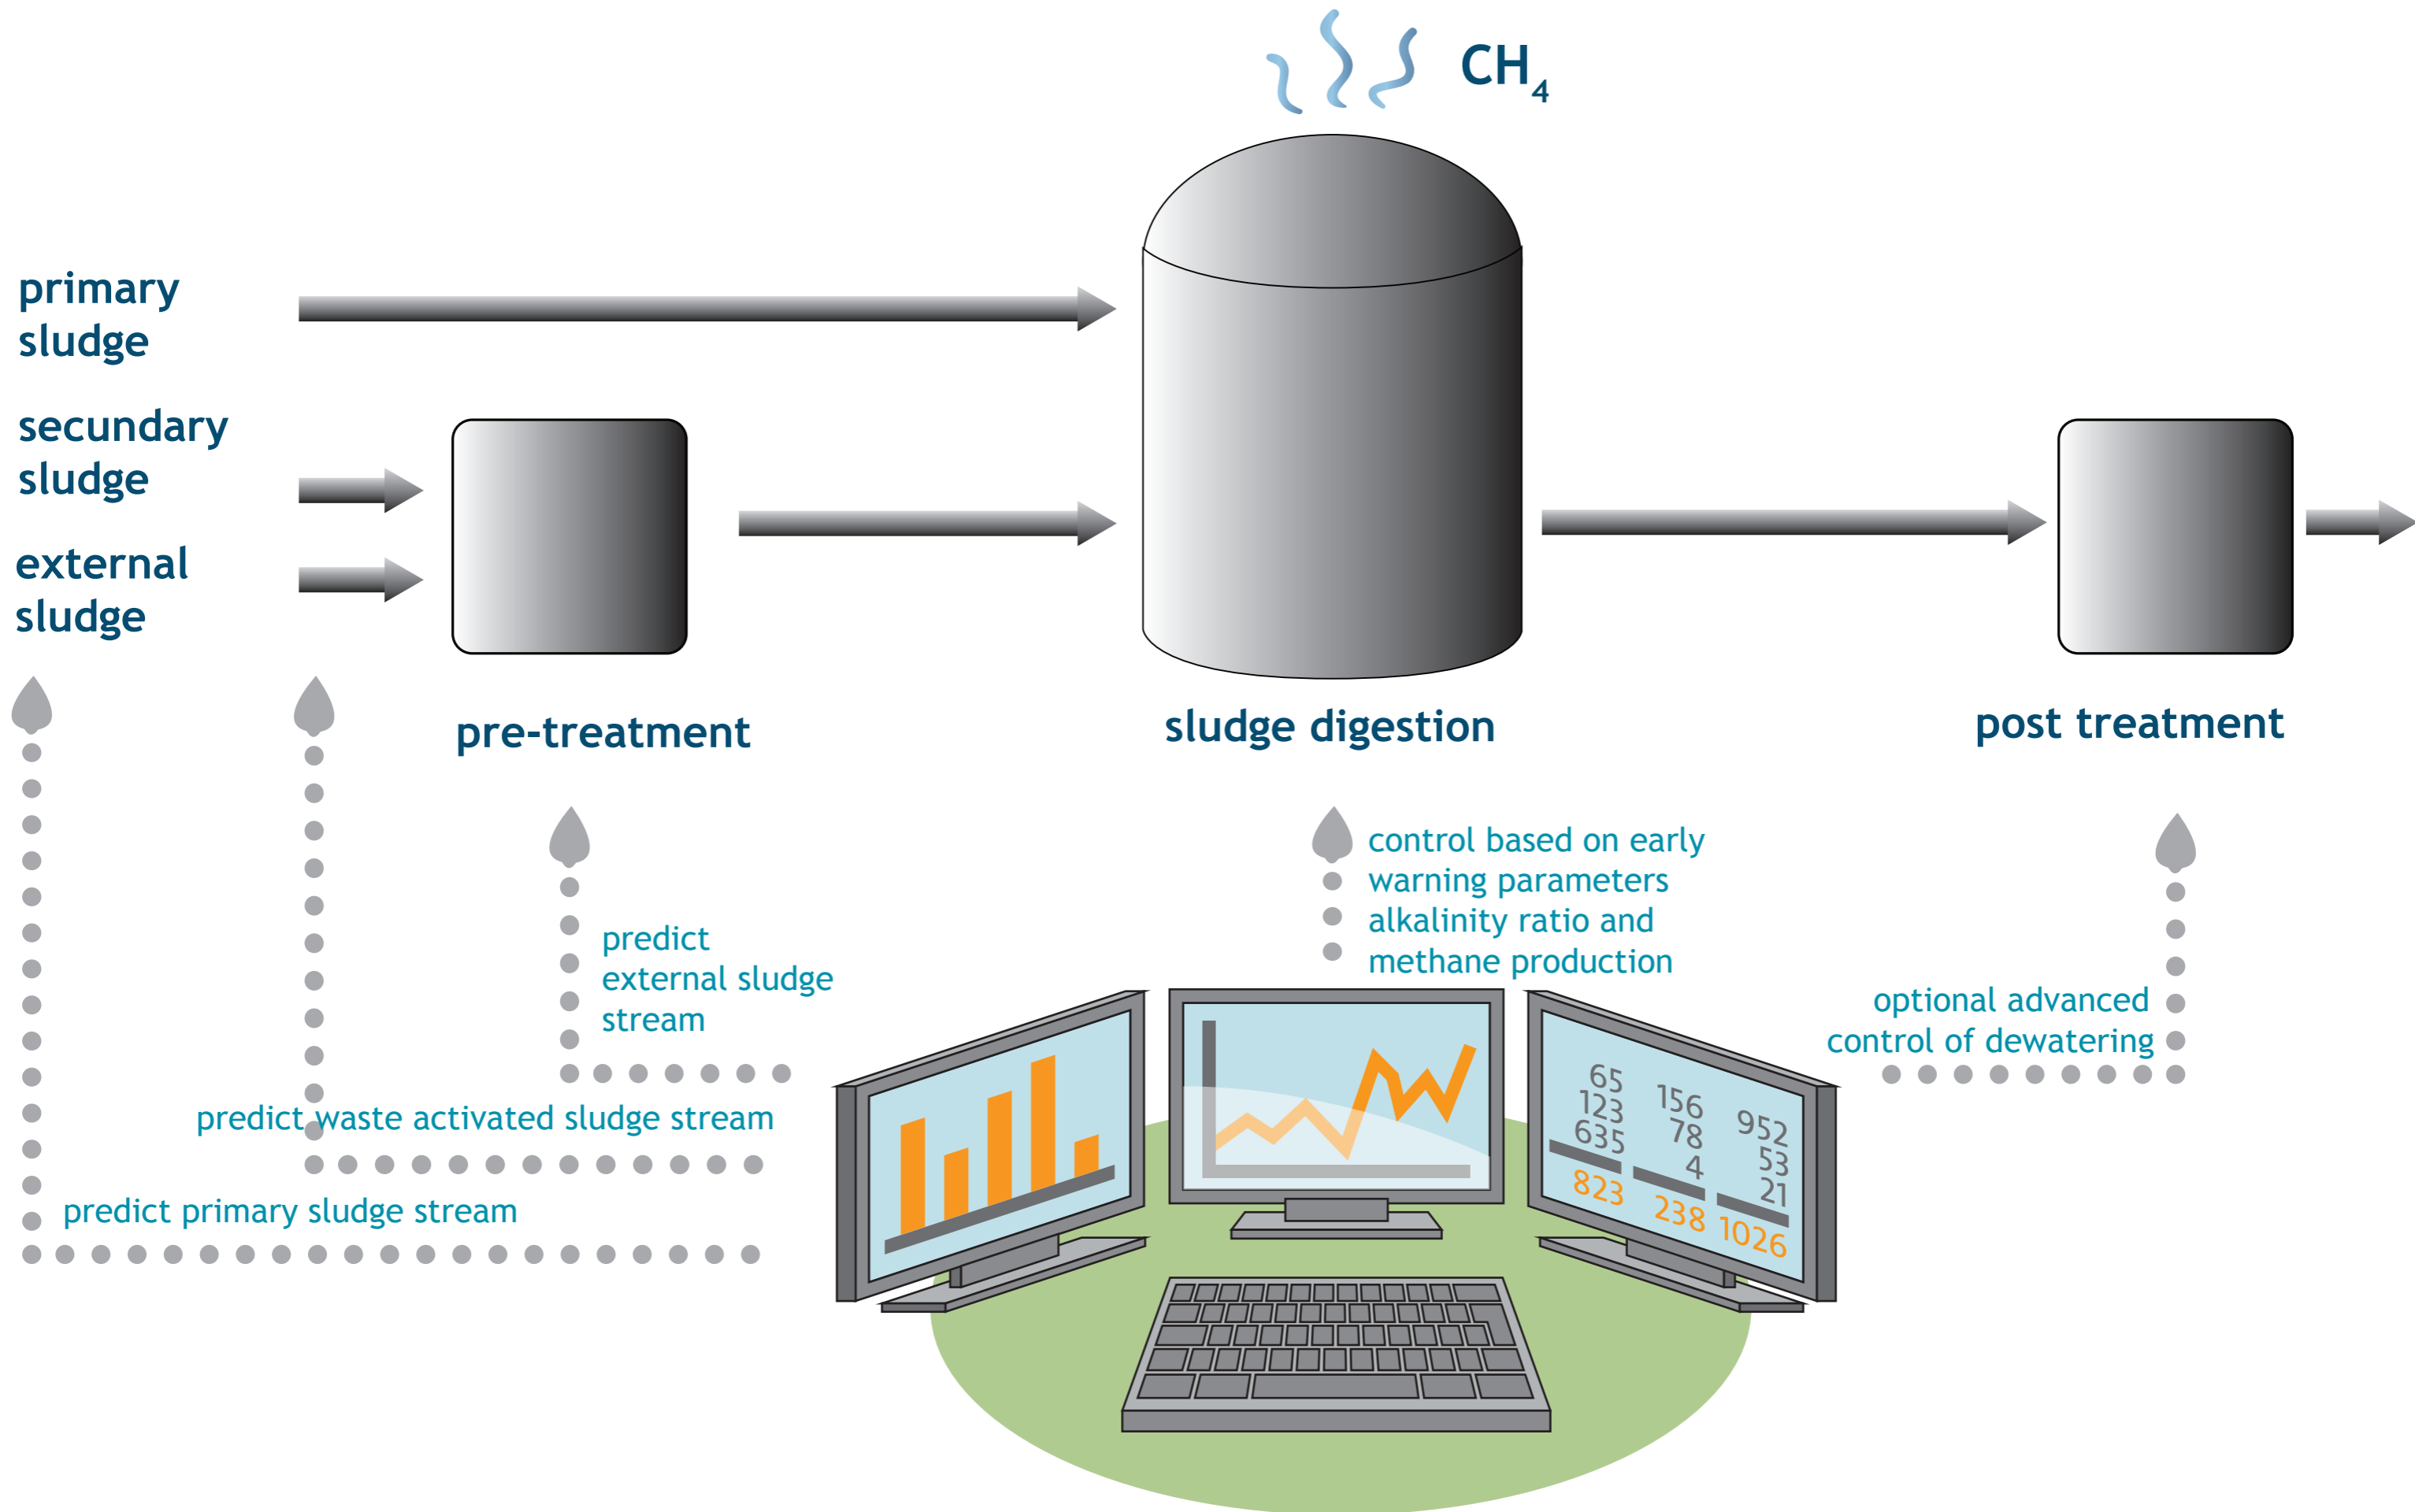 CH₄
primary
sludge
secundary
sludge
external
sludge
pre-treatment
sludge digestion
post treatment
control based on early
warning parameters
alkalinity ratio and
methane production
predict
external sludge
stream
optional advanced
control of dewatering
predict waste activated sludge stream
predict primary sludge stream
65
123
635
823
156
78
4
238
952
53
21
1026